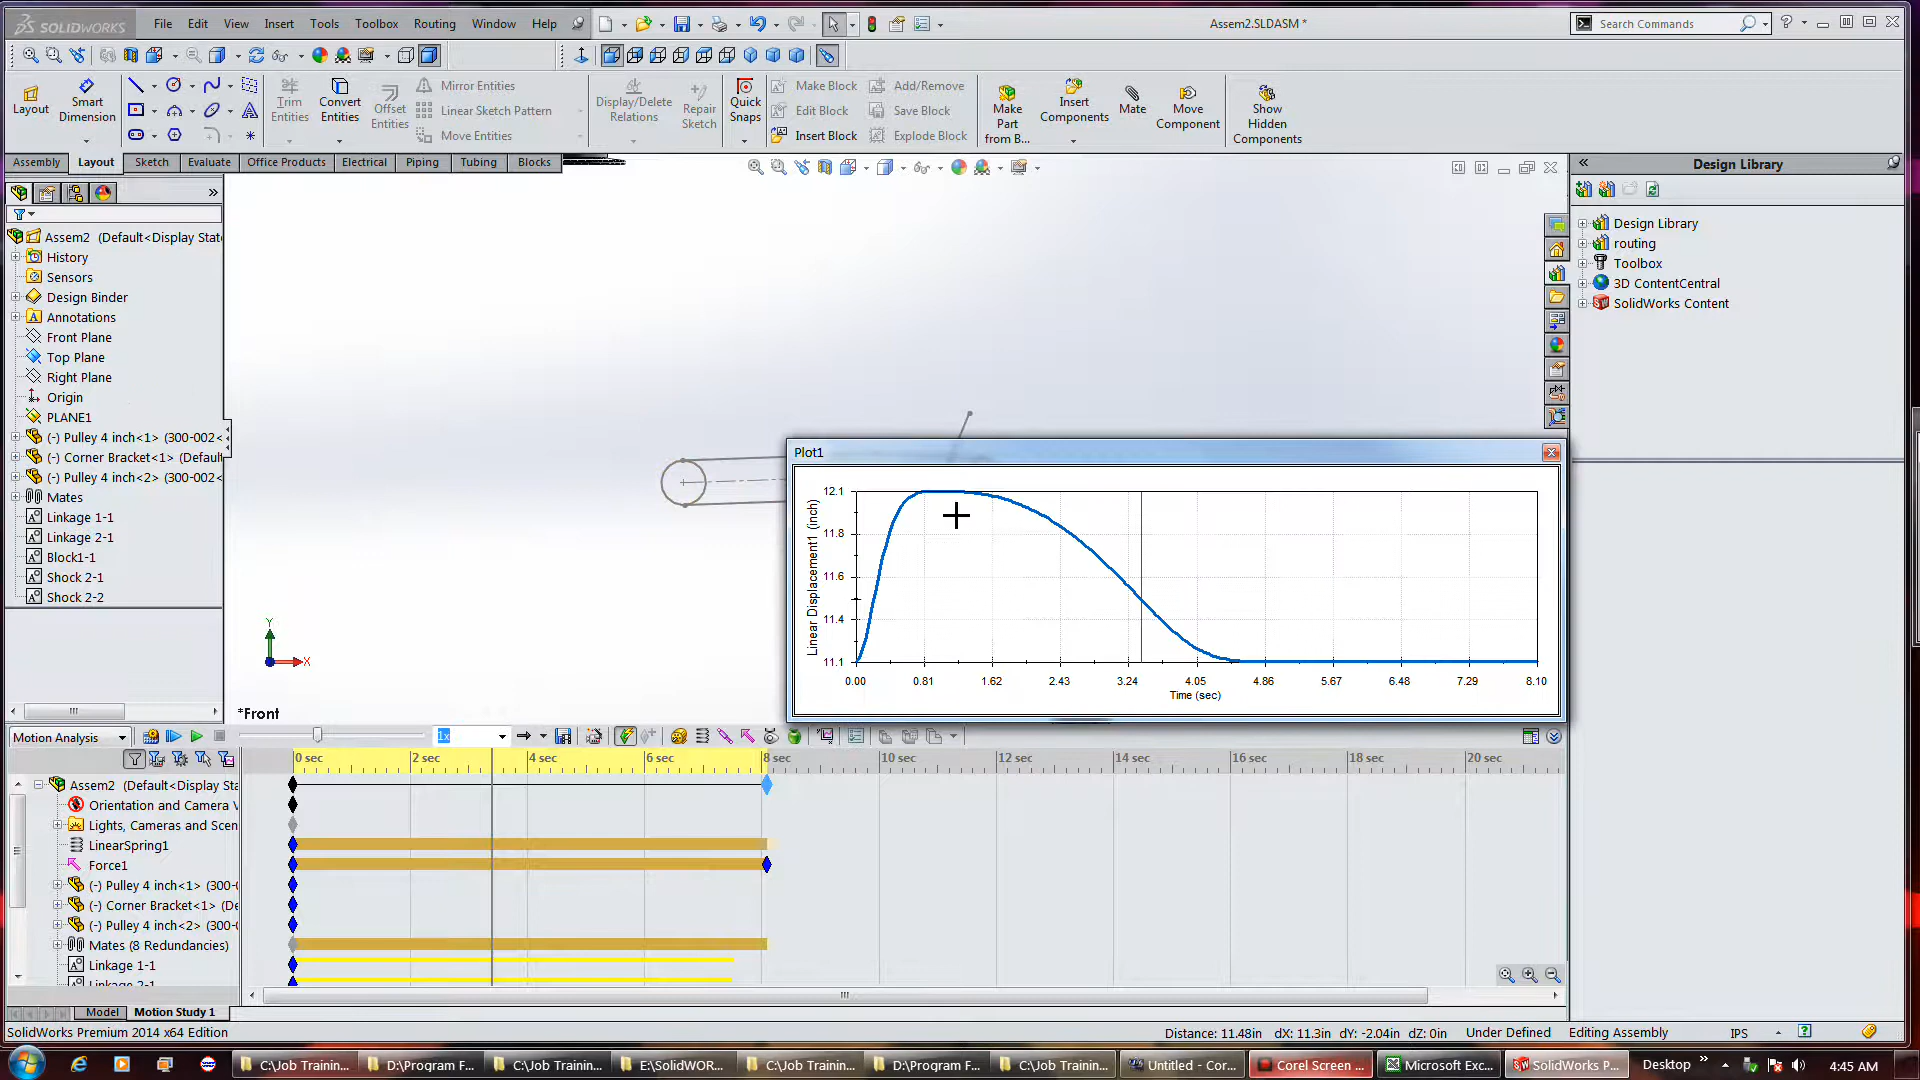 SOLIDWORKS File Edit View Insert Tools Toolbox Routing Window Help Assem2.SLDASM * Search Commands
Layout Smart Dimension Trim Entities Convert Entities Offset Entities Mirror Entities Linear Sketch Pattern Move Entities Display/Delete Relations Repair Sketch Quick Snaps Make Block Edit Block Insert Block Add/Remove Save Block Explode Block Make Part from B... Insert Components Mate Move Component Show Hidden Components
Assembly Layout Sketch Evaluate Office Products Electrical Piping Tubing Blocks
Design Library
Design Library
routing
Toolbox
3D ContentCentral
SolidWorks Content
Assem2 (Default<Display Stat
History
Sensors
Design Binder
Annotations
Front Plane
Top Plane
Right Plane
Origin
PLANE1
(-) Pulley 4 inch<1> (300-002<
(-) Corner Bracket<1> (Defaul
(-) Pulley 4 inch<2> (300-002<
Mates
Linkage 1-1
Linkage 2-1
Block1-1
Shock 2-1
Shock 2-2
Y
X
*Front
Plot1
Linear Displacement1 (inch)
12.1
11.8
11.6
11.4
11.1
0.00 0.81 1.62 2.43 3.24 4.05 4.86 5.67 6.48 7.29 8.10
Time (sec)
Motion Analysis 1x
0 sec 2 sec 4 sec 6 sec 8 sec 10 sec 12 sec 14 sec 16 sec 18 sec 20 sec
Assem2 (Default<Display Sta
Orientation and Camera V
Lights, Cameras and Scen
LinearSpring1
Force1
(-) Pulley 4 inch<1> (300-0
(-) Corner Bracket<1> (De
(-) Pulley 4 inch<2> (300-0
Mates (8 Redundancies)
Linkage 1-1
Linkage 2-1
Model Motion Study 1
SolidWorks Premium 2014 x64 Edition Distance: 11.48in dX: 11.3in dY: -2.04in dZ: 0in Under Defined Editing Assembly IPS
C:\Job Trainin... D:\Program F... C:\Job Trainin... E:\SolidWOR... C:\Job Trainin... D:\Program F... C:\Job Trainin... Untitled - Cor... Corel Screen ... Microsoft Exc... SolidWorks P... Desktop 4:45 AM